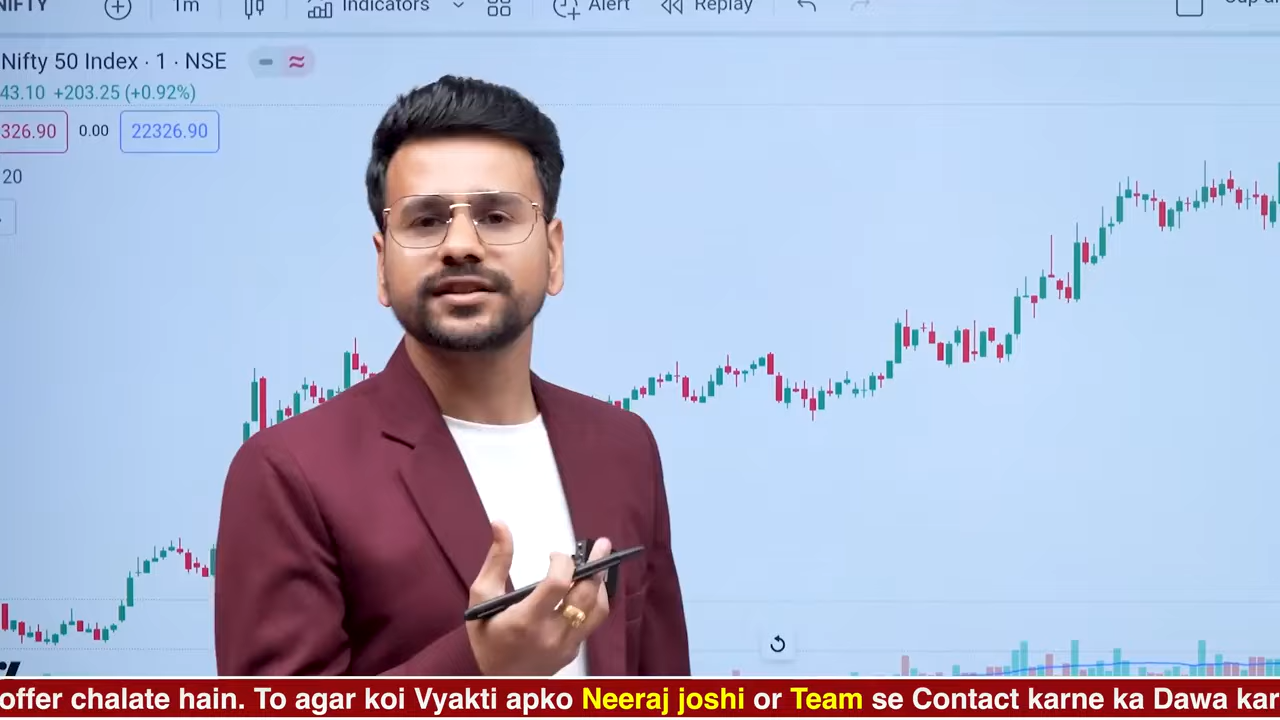 NIFTY 1m Indicators Alert Replay
Nifty 50 Index · 1 · NSE
43.10 +203.25 (+0.92%)
326.90 0.00 22326.90
20
offer chalate hain. To agar koi Vyakti apko Neeraj joshi or Team se Contact karne ka Dawa kar